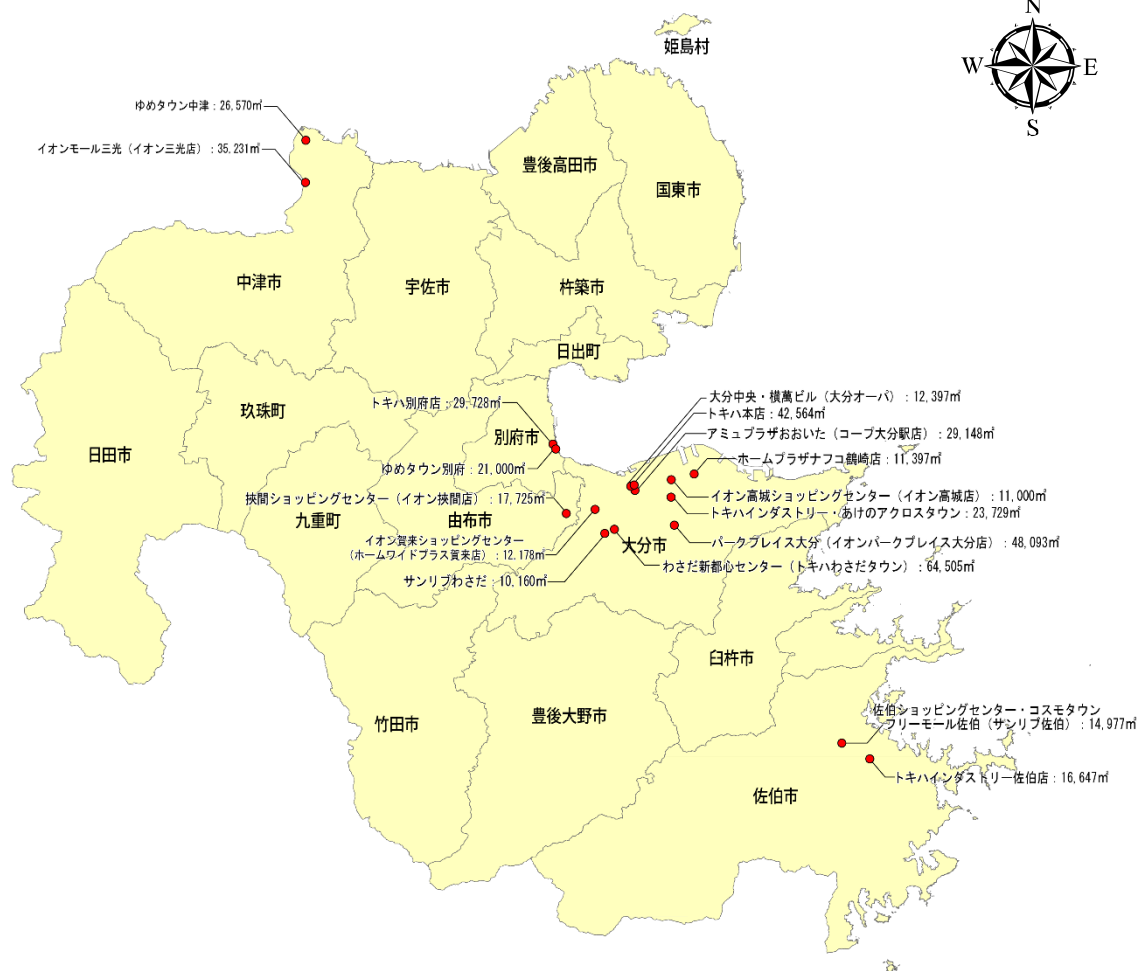 N
W
E
S
姫島村
ゆめタウン中津：26,570㎡
イオンモール三光（イオン三光店）：35,231㎡
豊後高田市
国東市
中津市
宇佐市
杵築市
日出町
玖珠町
日田市
別府市
九重町
由布市
大分市
トキハ別府店：29,728㎡
ゆめタウン別府：21,000㎡
挾間ショッピングセンター（イオン挾間店）：17,725㎡
イオン賀来ショッピングセンター
（ホームワイドプラス賀来店）：12,178㎡
サンリブわさだ：10,160㎡
大分中央・横萬ビル（大分オーパ）：12,397㎡
トキハ本店：42,564㎡
アミュプラザおおいた（コープ大分駅店）：29,148㎡
ホームプラザナフコ鶴崎店：11,397㎡
イオン高城ショッピングセンター（イオン高城店）：11,000㎡
トキハインダストリー・あけのアクロスタウン：23,729㎡
パークプレイス大分（イオンパークプレイス大分店）：48,093㎡
わさだ新都心センター（トキハわさだタウン）：64,505㎡
臼杵市
竹田市
豊後大野市
佐伯ショッピングセンター・コスモタウン
フリーモール佐伯（サンリブ佐伯）：14,977㎡
トキハインダストリー佐伯店：16,647㎡
佐伯市